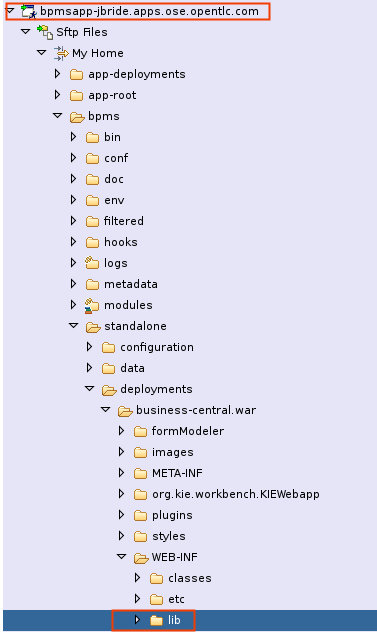 bpmsapp-jbride.apps.ose.opentlc.com
Sftp Files
My Home
app-deployments
app-root
bpms
bin
conf
doc
env
filtered
hooks
logs
metadata
modules
standalone
configuration
data
deployments
business-central.war
formModeler
images
META-INF
org.kie.workbench.KIEWebapp
plugins
styles
WEB-INF
classes
etc
lib